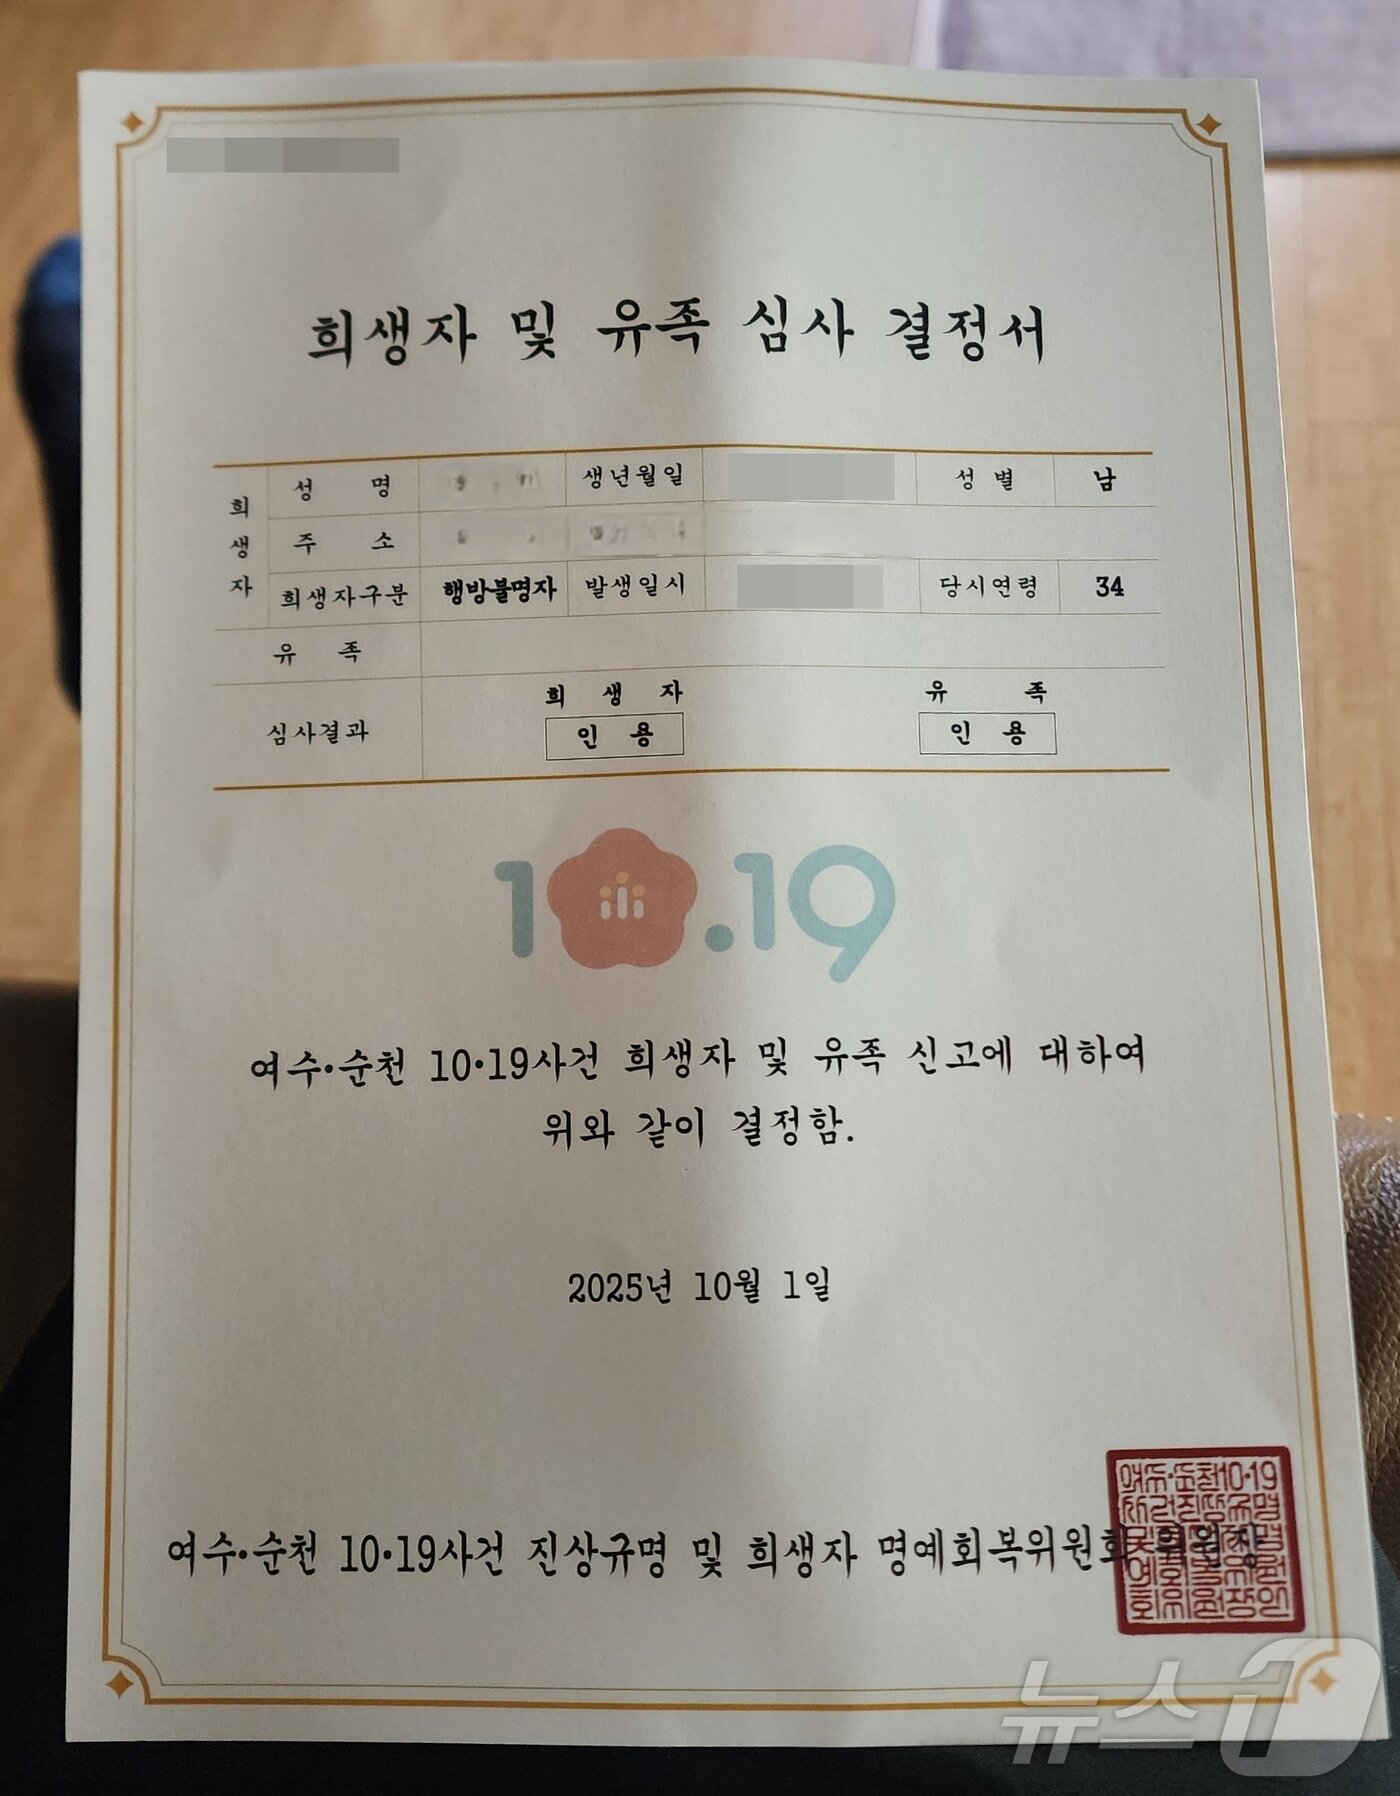 희생자 및 유족 심사 결정서
희생자
성 명 생년월일 성별 남
주 소
희생자구분 행방불명자 발생일시 당시연령 34
유 족
심사결과
희 생 자 유 족
인 용 인 용
10.19
여수·순천 10·19사건 희생자 및 유족 신고에 대하여
위와 같이 결정함.
2025년 10월 1일
여수·순천 10·19사건 진상규명 및 희생자 명예회복위원회 위원장
뉴스1